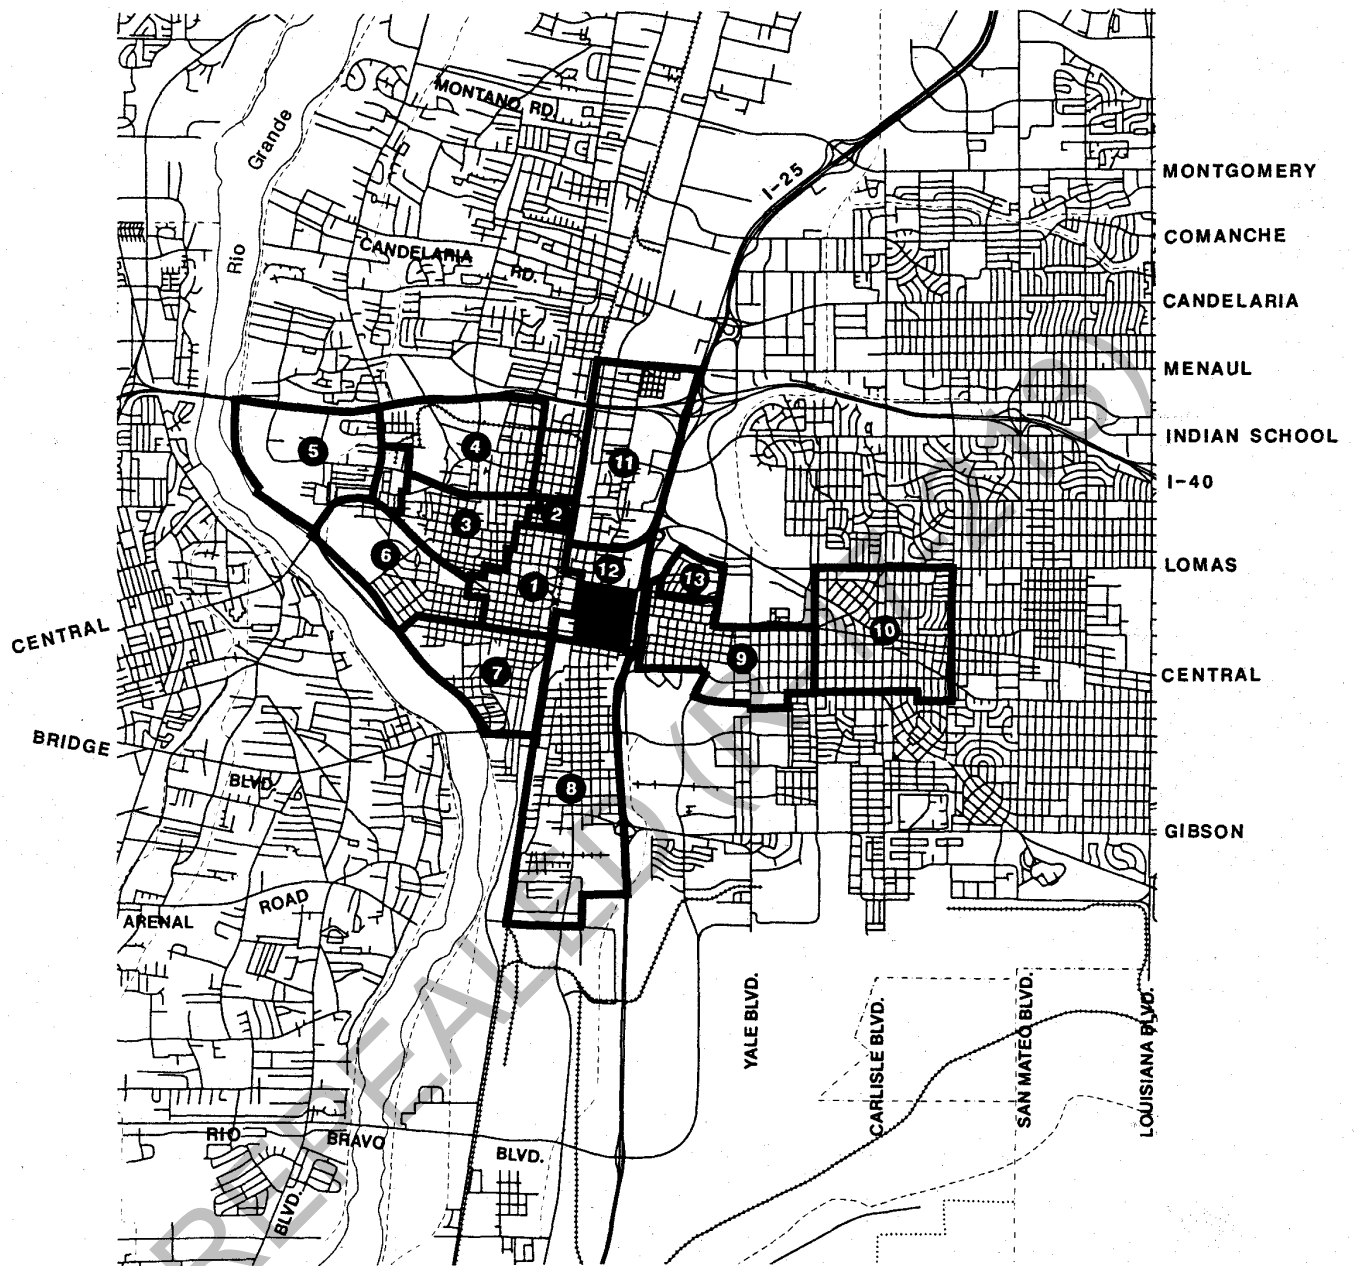 MONTANO RD.
Rio Grande
I-25
MONTGOMERY
COMANCHE
CANDELARIA RD.
CANDELARIA
MENAUL
INDIAN SCHOOL
I-40
LOMAS
CENTRAL
CENTRAL
BRIDGE BLVD.
GIBSON
ARENAL ROAD
RIO BRAVO BLVD.
BLVD.
YALE BLVD.
CARLISLE BLVD.
SAN MATEO BLVD.
LOUISIANA BLVD.
5
4
11
3
2
6
1
12
13
10
9
7
8
REPEALED